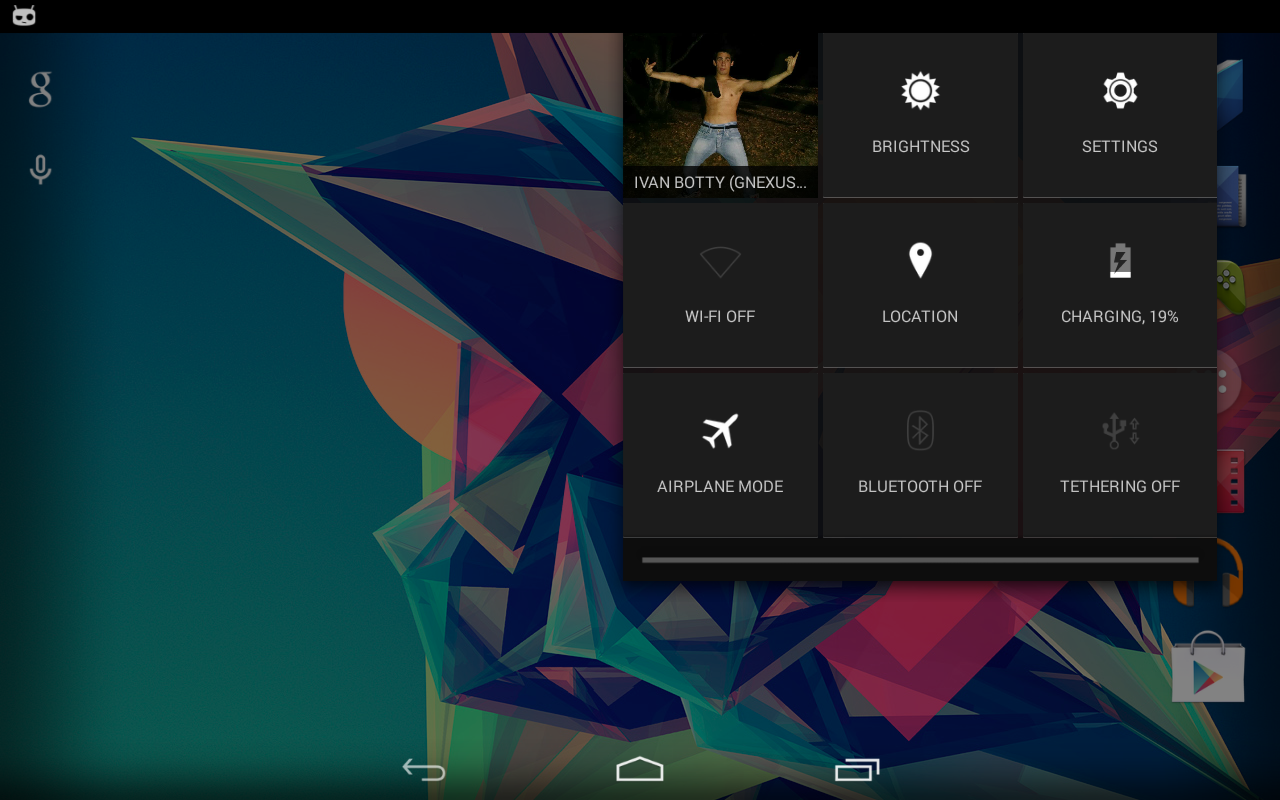 g
IVAN BOTTY (GNEXUS...
BRIGHTNESS
SETTINGS
WI-FI OFF
LOCATION
CHARGING, 19%
AIRPLANE MODE
BLUETOOTH OFF
TETHERING OFF